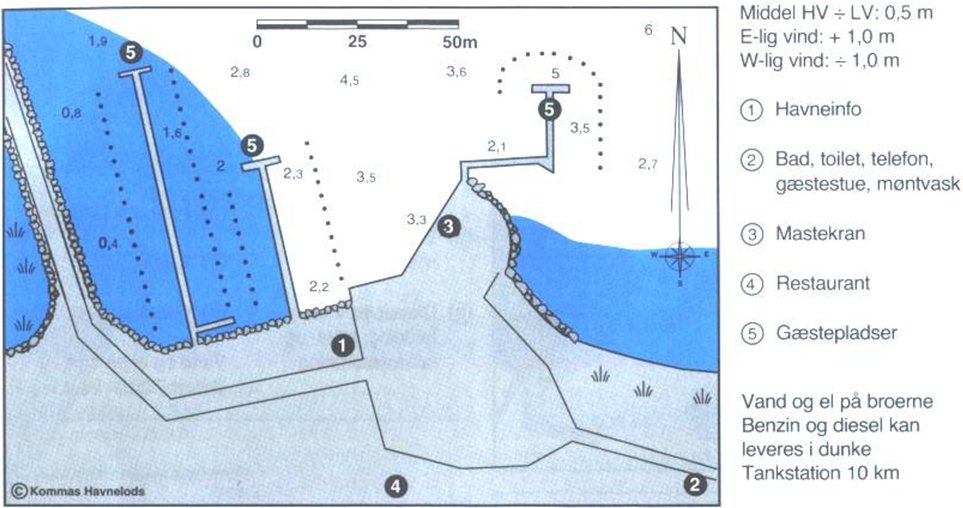 1,9
5
0,8
1,6
0,4
2,8
5
2
2,3
2,2
0 25 50m
4,5
3,5
3,6
3,3
3
2,1
5
5
3,5
6
2,7
N
W E
S
1
4
2
© Kommas Havnelods
Middel HV ÷ LV: 0,5 m
E-lig vind: + 1,0 m
W-lig vind: ÷ 1,0 m
1 Havneinfo
2 Bad, toilet, telefon,
gæstestue, møntvask
3 Mastekran
4 Restaurant
5 Gæstepladser
Vand og el på broerne
Benzin og diesel kan
leveres i dunke
Tankstation 10 km